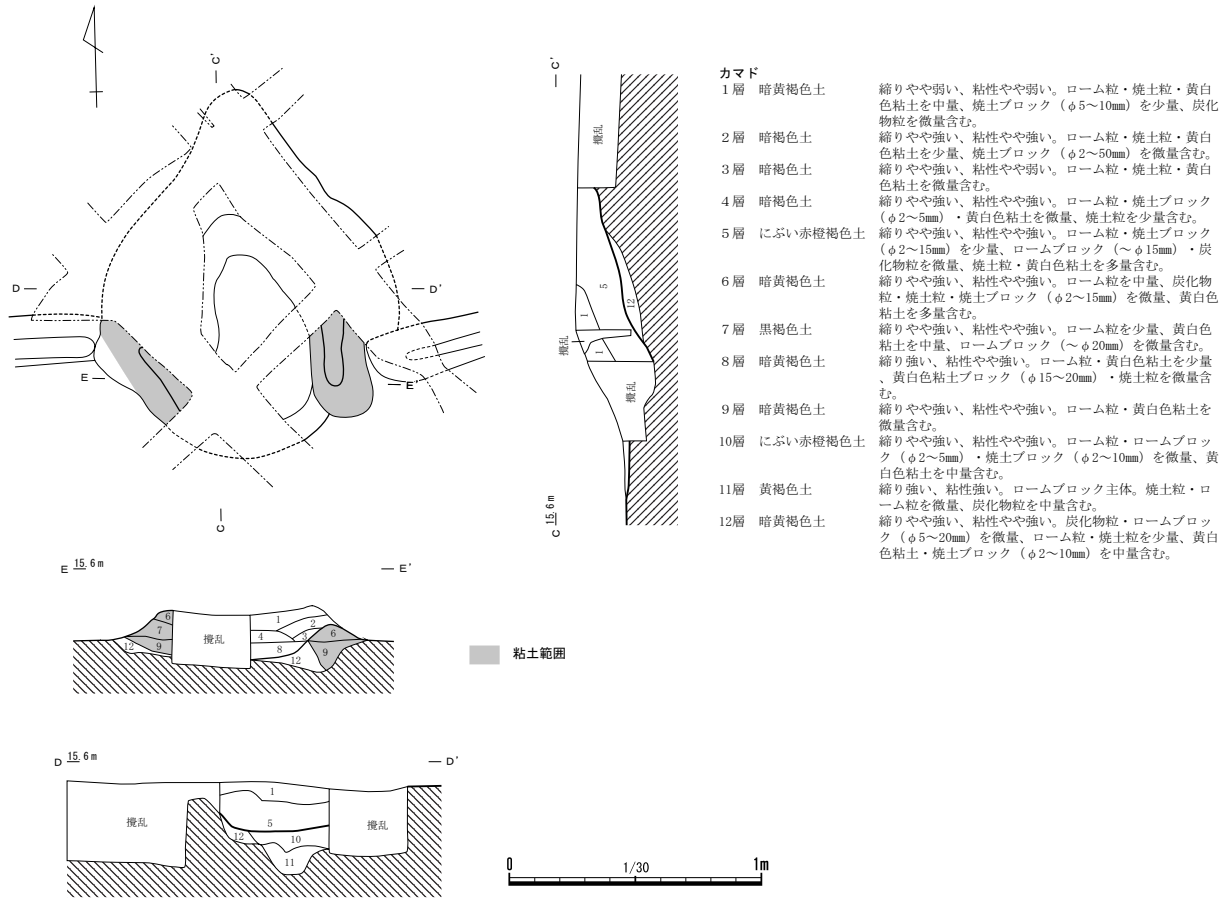 カマド
1層 暗黄褐色土 締りやや弱い、粘性やや弱い。ローム粒・焼土粒・黄白
色粘土を中量、焼土ブロック（φ5～10㎜）を少量、炭化
物粒を微量含む。
2層 暗褐色土 締りやや強い、粘性やや強い。ローム粒・焼土粒・黄白
色粘土を少量、焼土ブロック（φ2～50㎜）を微量含む。
3層 暗褐色土 締りやや強い、粘性やや弱い。ローム粒・焼土粒・黄白
色粘土を微量含む。
4層 暗褐色土 締りやや強い、粘性やや強い。ローム粒・焼土ブロック
（φ2～5㎜）・黄白色粘土を微量、焼土粒を少量含む。
5層 にぶい赤橙褐色土 締りやや強い、粘性やや強い。ローム粒・焼土ブロック
（φ2～15㎜）を少量、ロームブロック（～φ15㎜）・炭
化物粒を微量、焼土粒・黄白色粘土を多量含む。
6層 暗黄褐色土 締りやや強い、粘性やや強い。ローム粒を中量、炭化物
粒・焼土粒・焼土ブロック（φ2～15㎜）を微量、黄白色
粘土を多量含む。
7層 黒褐色土 締りやや強い、粘性やや強い。ローム粒を少量、黄白色
粘土を中量、ロームブロック（～φ20㎜）を微量含む。
8層 暗黄褐色土 締り強い、粘性やや強い。ローム粒・黄白色粘土を少量
、黄白色粘土ブロック（φ15～20㎜）・焼土粒を微量含
む。
9層 暗黄褐色土 締りやや強い、粘性やや強い。ローム粒・黄白色粘土を
微量含む。
10層 にぶい赤橙褐色土 締りやや強い、粘性やや強い。ローム粒・ロームブロッ
ク（φ2～5㎜）・焼土ブロック（φ2～10㎜）を微量、黄
白色粘土を中量含む。
11層 黄褐色土 締り強い、粘性強い。ロームブロック主体。焼土粒・ロ
ーム粒を微量、炭化物粒を中量含む。
12層 暗黄褐色土 締りやや強い、粘性やや強い。炭化物粒・ロームブロッ
ク（φ5～20㎜）を微量、ローム粒・焼土粒を少量、黄白
色粘土・焼土ブロック（φ2～10㎜）を中量含む。
C'
D
D'
E
E
C
C'
攪乱
5
12
1
攪乱
1
攪乱
C 15.6m
E 15.6m
E'
6
7
12
9
攪乱
1
2
4
3
6
8
12
9
粘土範囲
D 15.6m
D'
攪乱
1
5
12
10
11
攪乱
0 1/30 1m